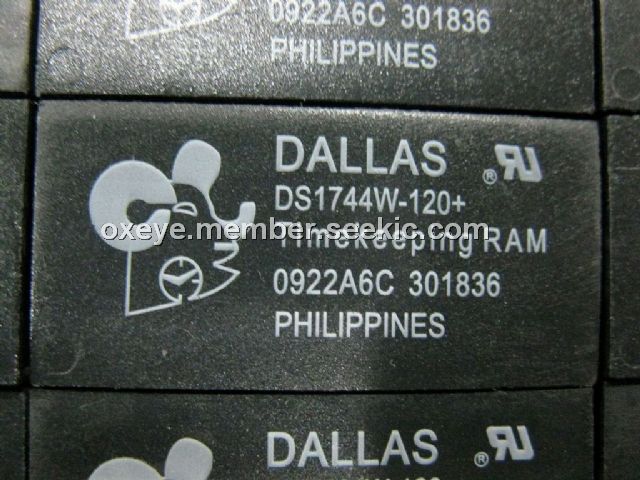 0922A6C 301836
PHILIPPINES
DALLAS ®
DS1744W-120+
oxeye.member-seekic.com
Timekeeping RAM
0922A6C 301836
PHILIPPINES
DALLAS ®